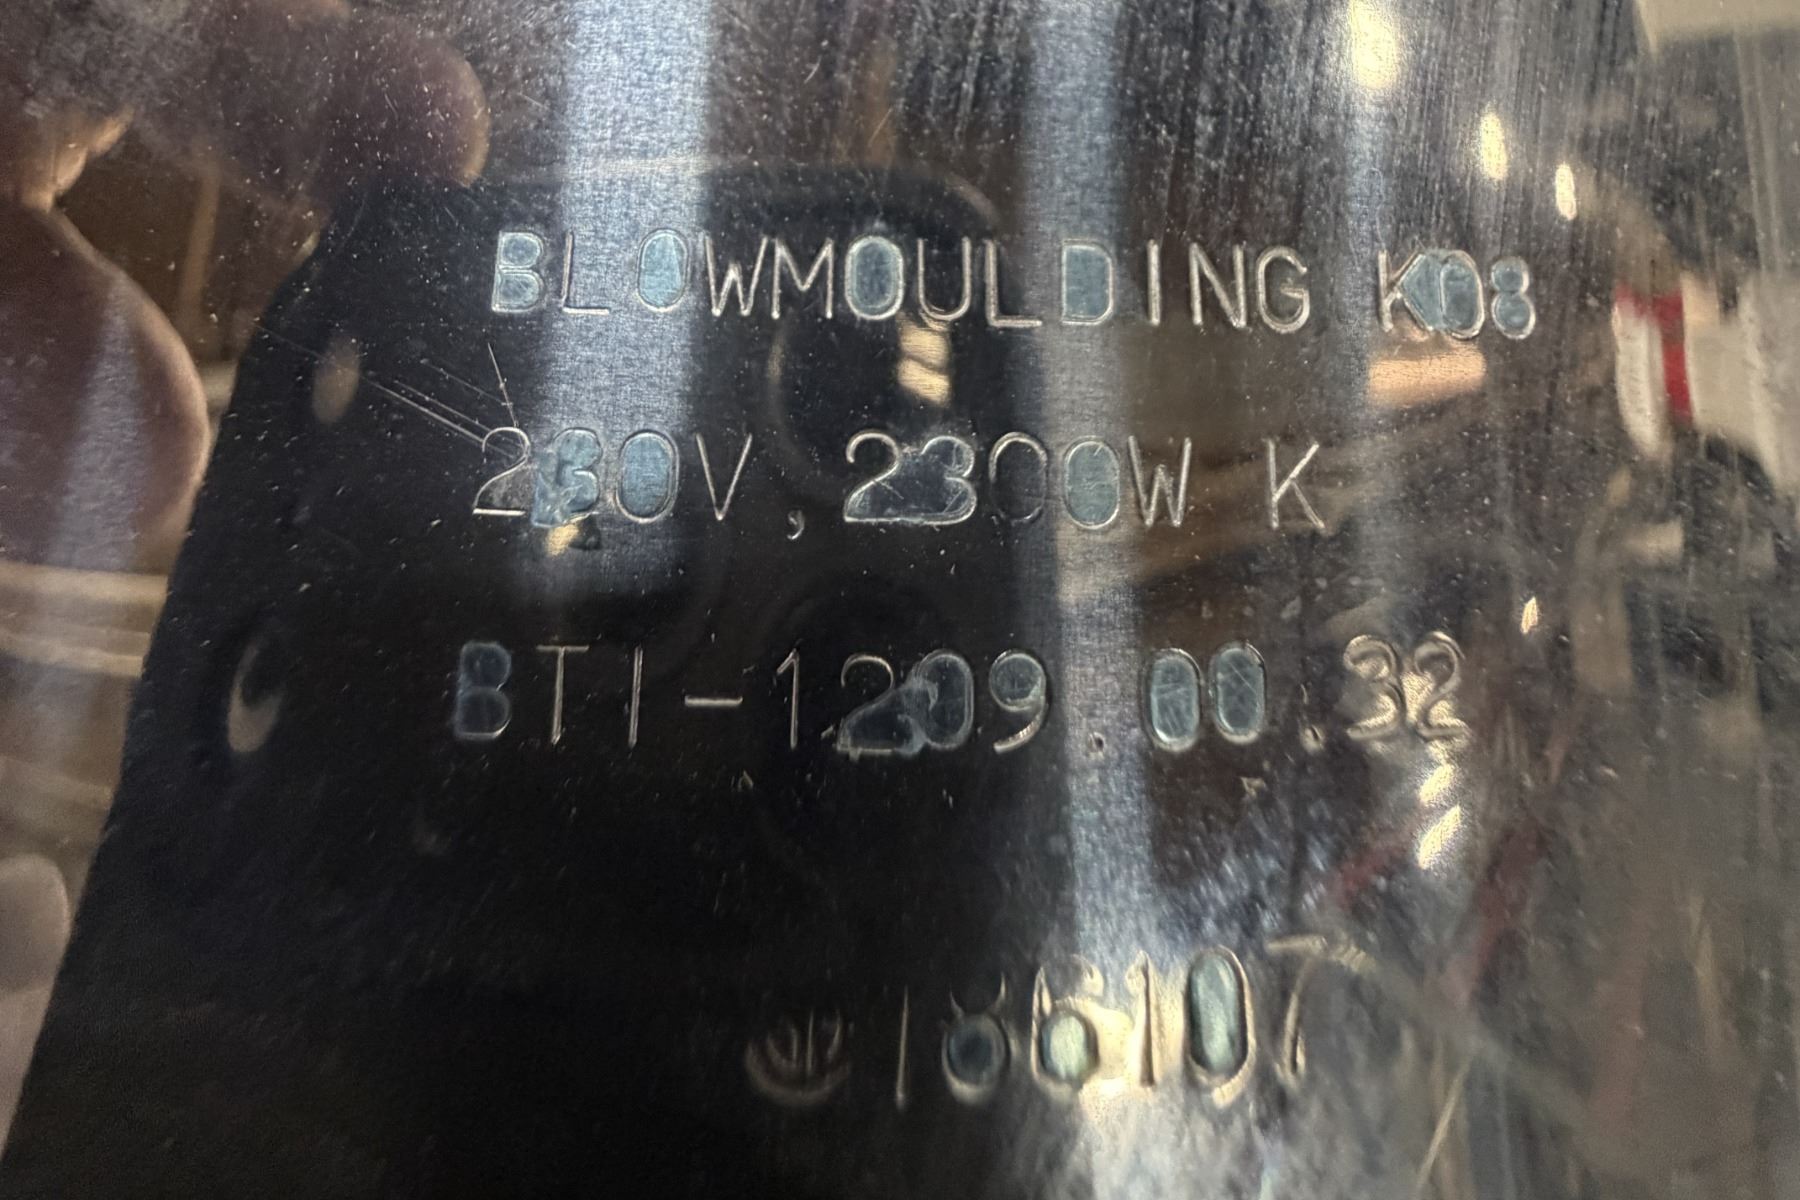 BLOWMOULDING K08
230V, 2300W K
BTI-1209.00.32